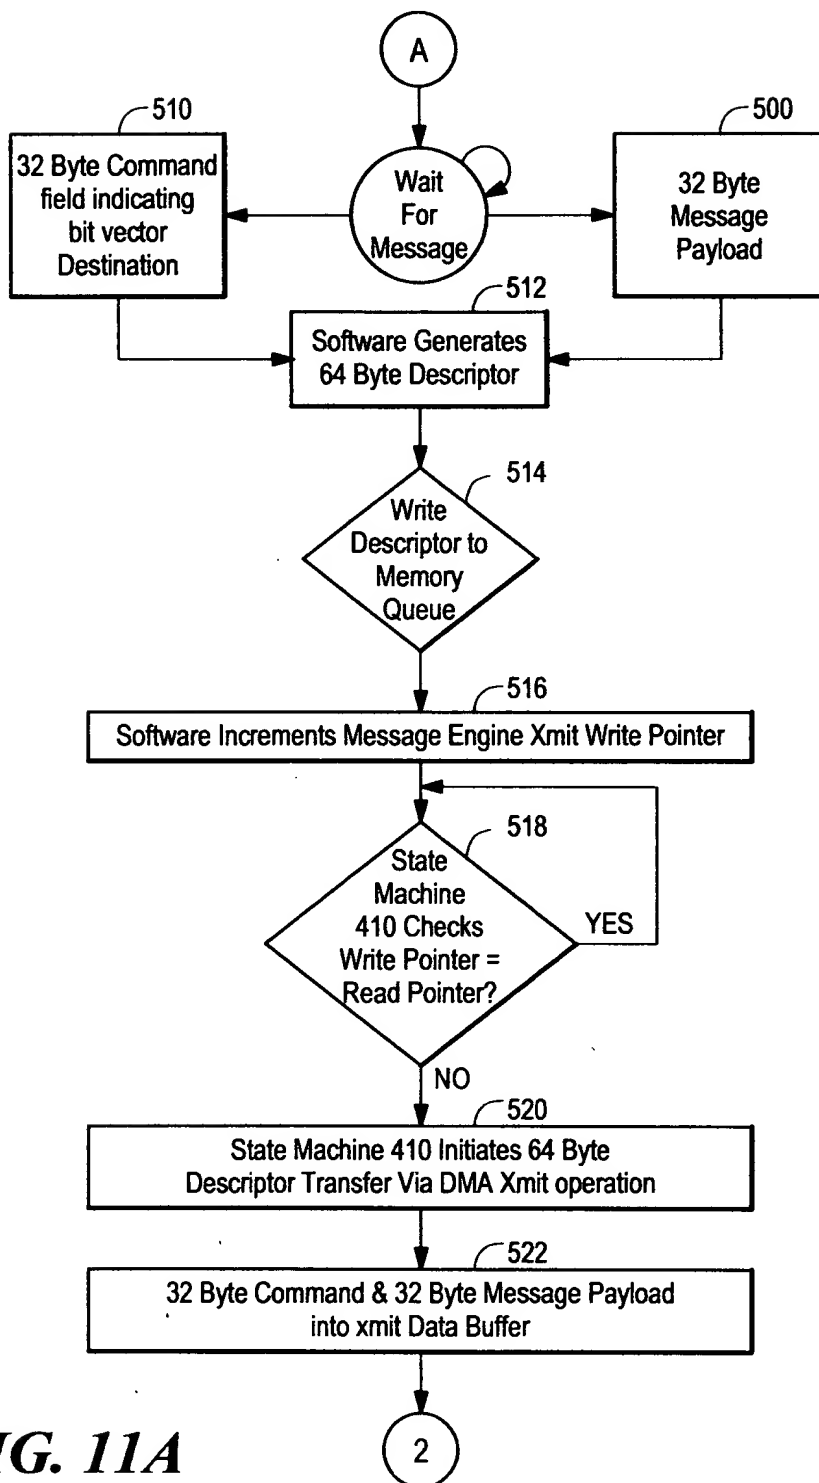 A
510
32 Byte Command
field indicating
bit vector
Destination
Wait
For
Message
500
32 Byte
Message
Payload
512
Software Generates
64 Byte Descriptor
514
Write
Descriptor to
Memory
Queue
516
Software Increments Message Engine Xmit Write Pointer
518
State
Machine
410 Checks
Write Pointer =
Read Pointer?
YES
NO
520
State Machine 410 Initiates 64 Byte
Descriptor Transfer Via DMA Xmit operation
522
32 Byte Command & 32 Byte Message Payload
into xmit Data Buffer
2
IG. 11A